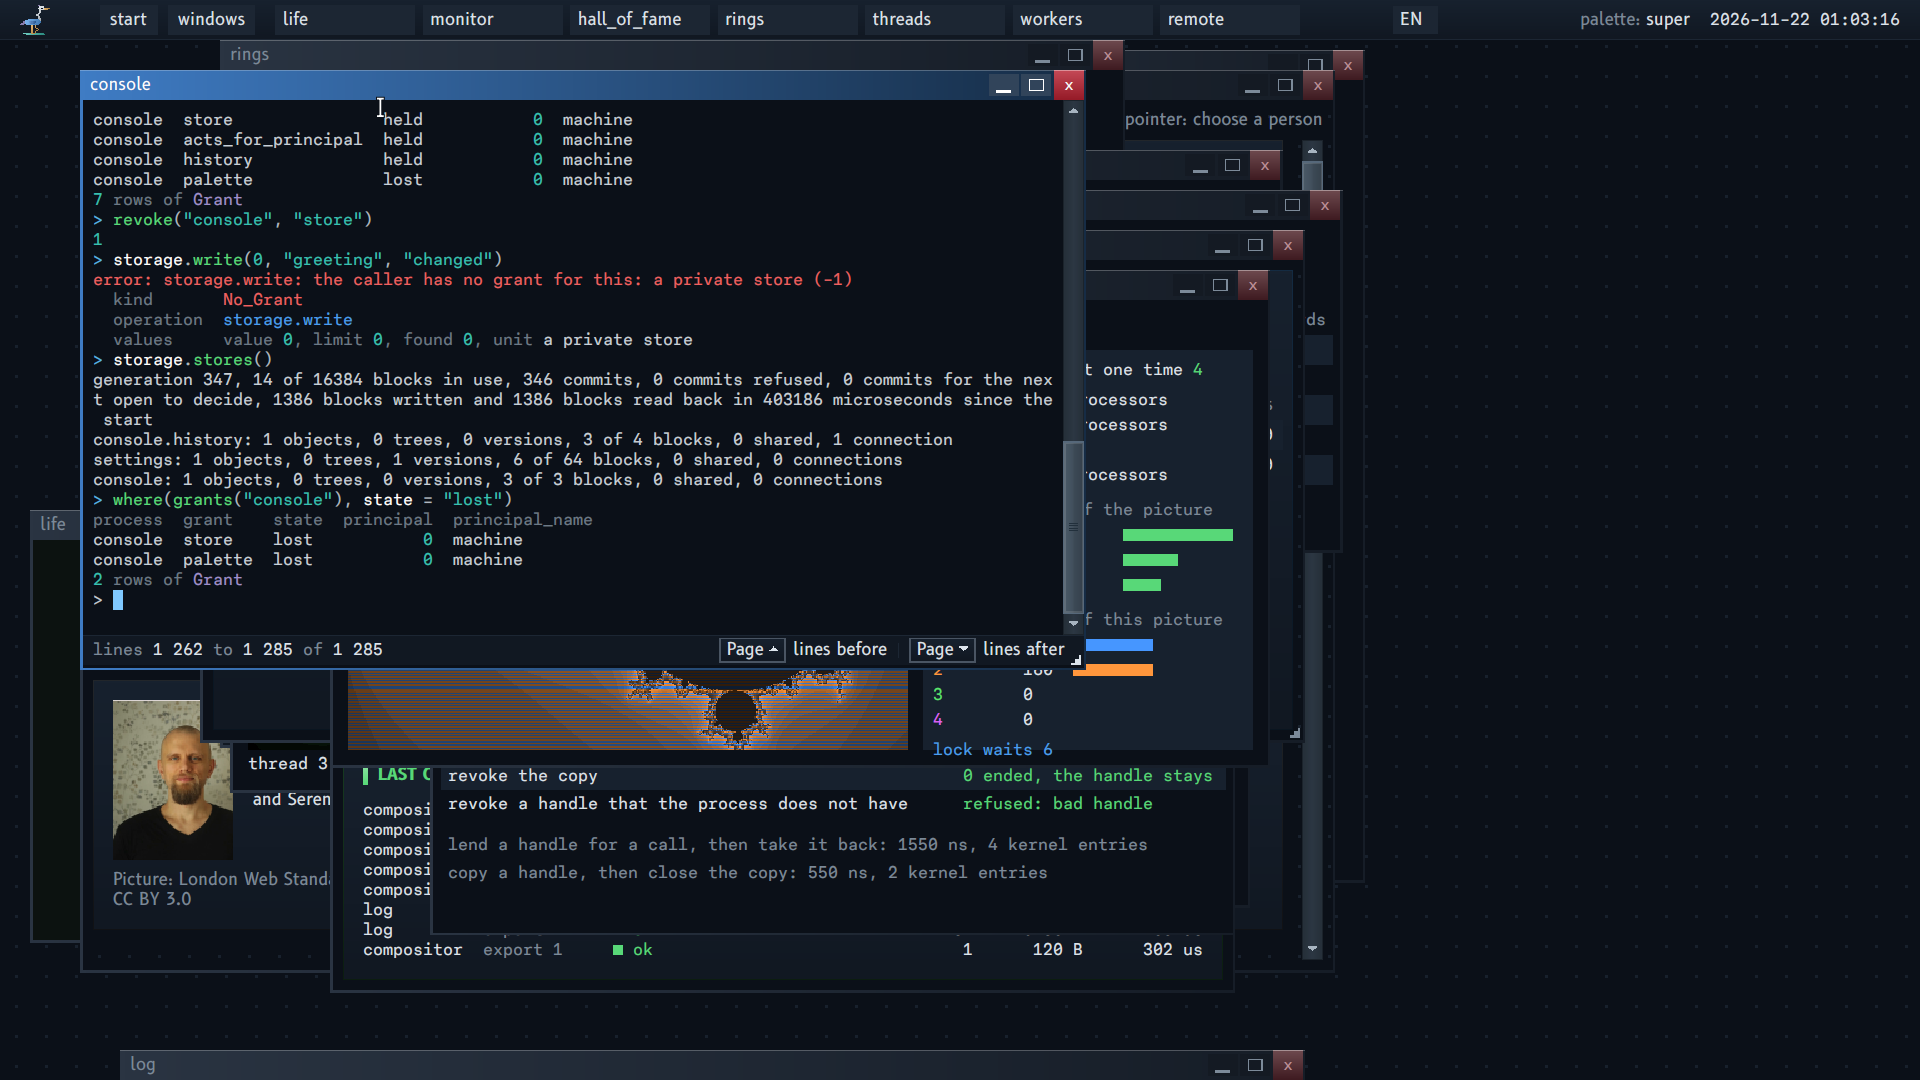 start windows life monitor hall_of_fame rings threads workers remote EN palette: super 2026-11-22 01:03:16
rings
console
console store held 0 machine
console acts_for_principal held 0 machine
console history held 0 machine
console palette lost 0 machine
7 rows of Grant
> revoke("console", "store")
1
> storage.write(0, "greeting", "changed")
error: storage.write: the caller has no grant for this: a private store (-1)
kind No_Grant
operation storage.write
values value 0, limit 0, found 0, unit a private store
> storage.stores()
generation 347, 14 of 16384 blocks in use, 346 commits, 0 commits refused, 0 commits for the nex
t open to decide, 1386 blocks written and 1386 blocks read back in 403186 microseconds since the
start
console.history: 1 objects, 0 trees, 0 versions, 3 of 4 blocks, 0 shared, 1 connection
settings: 1 objects, 0 trees, 1 versions, 6 of 64 blocks, 0 shared, 0 connections
console: 1 objects, 0 trees, 0 versions, 3 of 3 blocks, 0 shared, 0 connections
> where(grants("console"), state = "lost")
process grant state principal principal_name
console store lost 0 machine
console palette lost 0 machine
2 rows of Grant
>
lines 1 262 to 1 285 of 1 285 Page lines before Page lines after
pointer: choose a person
ds
t one time 4
ocessors
ocessors
ocessors
f the picture
f this picture
3 0
4 0
lock waits 6
life
thread 3
and Seren
Picture: London Web Standa
CC BY 3.0
LAST C
composi
composi
composi
composi
composi
log
log
compositor export 1 ok 1 120 B 302 us
revoke the copy 0 ended, the handle stays
revoke a handle that the process does not have refused: bad handle
lend a handle for a call, then take it back: 1550 ns, 4 kernel entries
copy a handle, then close the copy: 550 ns, 2 kernel entries
log